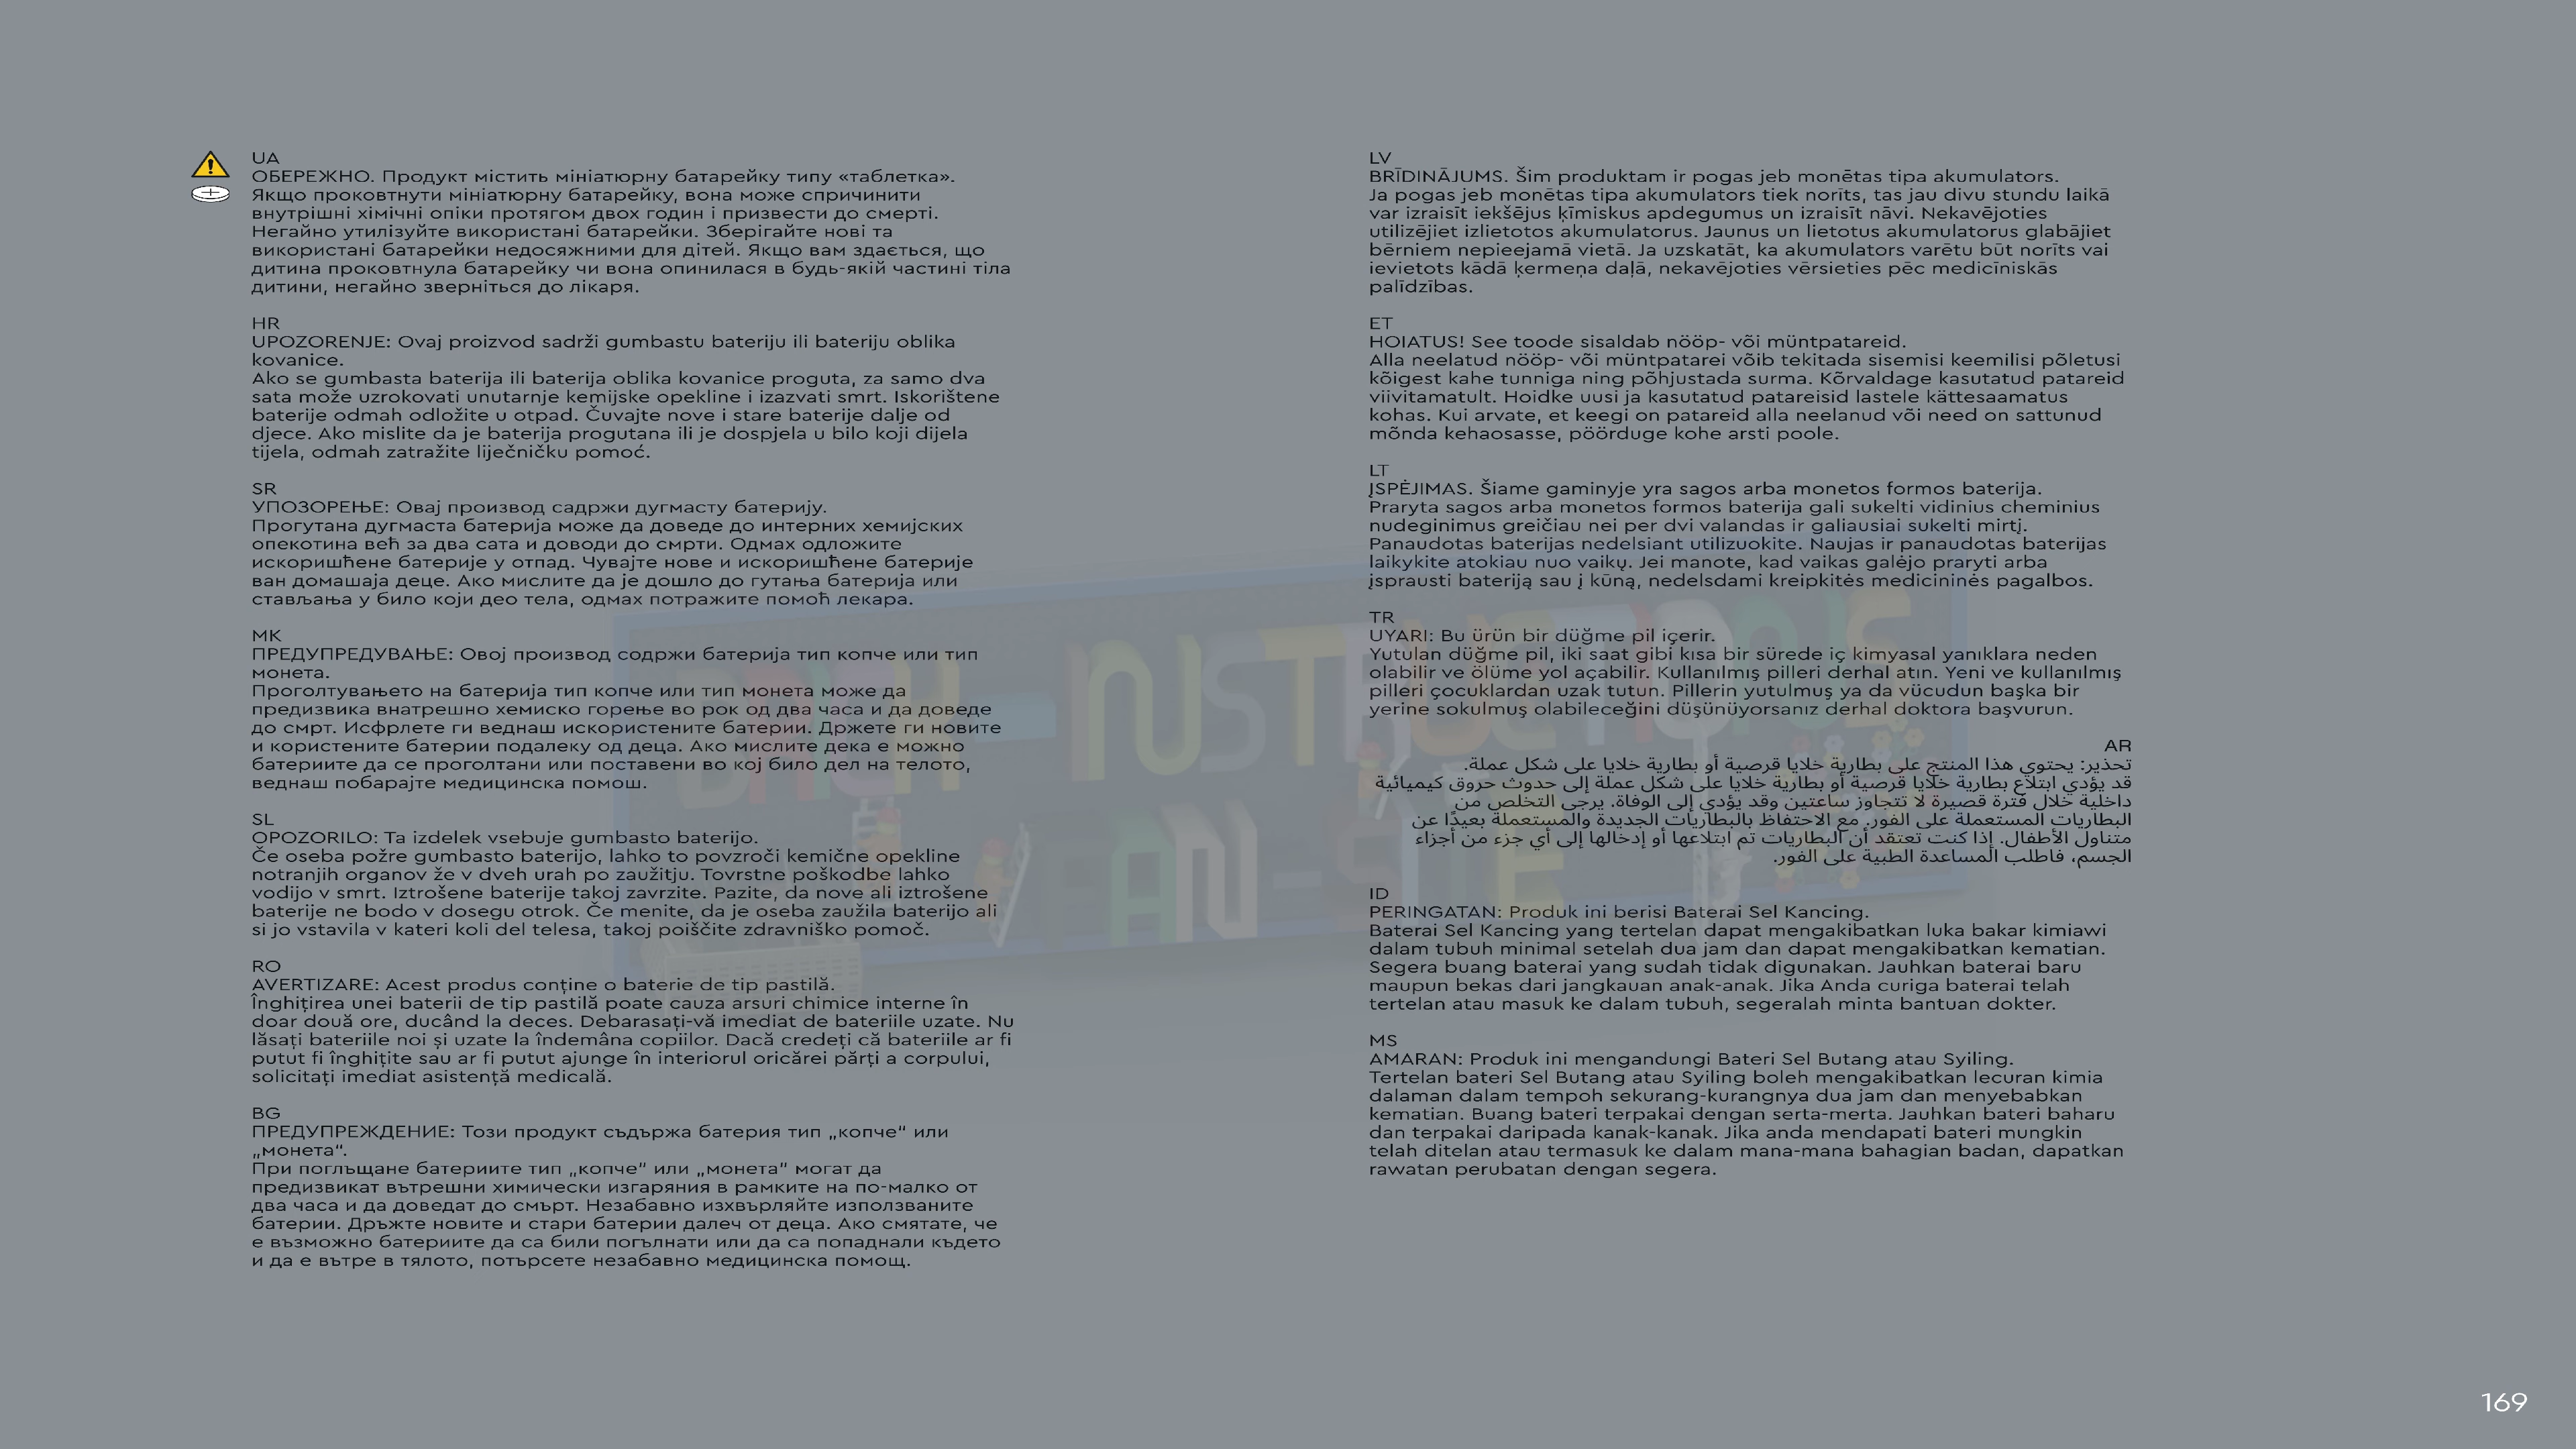 UA
ОБЕРЕЖНО. Продукт містить мініатюрну батарейку типу «таблетка».
Якщо проковтнути мініатюрну батарейку, вона може спричинити
внутрішні хімічні опіки протягом двох годин і призвести до смерті.
Негайно утилізуйте використані батарейки. Зберігайте нові та
використані батарейки недосяжними для дітей. Якщо вам здається, що
дитина проковтнула батарейку чи вона опинилася в будь-якій частині тіла
дитини, негайно зверніться до лікаря.
HR
UPOZORENJE: Ovaj proizvod sadrži gumbastu bateriju ili bateriju oblika
kovanice.
Ako se gumbasta baterija ili baterija oblika kovanice proguta, za samo dva
sata može uzrokovati unutarnje kemijske opekline i izazvati smrt. Iskorištene
baterije odmah odložite u otpad. Čuvajte nove i stare baterije dalje od
djece. Ako mislite da je baterija progutana ili je dospjela u bilo koji dijela
tijela, odmah zatražite liječničku pomoć.
SR
УПОЗОРЕЊЕ: Овај производ садржи дугмасту батерију.
Прогутана дугмаста батерија може да доведе до интерних хемијских
опекотина већ за два сата и доводи до смрти. Одмах одложите
искоришћене батерије у отпад. Чувајте нове и искоришћене батерије
ван домашаја деце. Ако мислите да је дошло до гутања батерија или
стављања у било који део тела, одмах потражите помоћ лекара.
MK
ПРЕДУПРЕДУВАЊЕ: Овој производ содржи батерија тип копче или тип
монета.
Проголтувањето на батерија тип копче или тип монета може да
предизвика внатрешно хемиско горење во рок од два часа и да доведе
до смрт. Исфрлете ги веднаш искористените батерии. Држете ги новите
и користените батерии подалеку од деца. Ако мислите дека е можно
батериите да се проголтани или поставени во кој било дел на телото,
веднаш побарајте медицинска помош.
SL
OPOZORILO: Ta izdelek vsebuje gumbasto baterijo.
Če oseba požre gumbasto baterijo, lahko to povzroči kemične opekline
notranjih organov že v dveh urah po zaužitju. Tovrstne poškodbe lahko
vodijo v smrt. Iztrošene baterije takoj zavrzite. Pazite, da nove ali iztrošene
baterije ne bodo v dosegu otrok. Če menite, da je oseba zaužila baterijo ali
si jo vstavila v kateri koli del telesa, takoj poiščite zdravniško pomoč.
RO
AVERTIZARE: Acest produs conține o baterie de tip pastilă.
Înghițirea unei baterii de tip pastilă poate cauza arsuri chimice interne în
doar două ore, ducând la deces. Debarasați-vă imediat de bateriile uzate. Nu
lăsați bateriile noi și uzate la îndemâna copiilor. Dacă credeți că bateriile ar fi
putut fi înghițite sau ar fi putut ajunge în interiorul oricărei părți a corpului,
solicitați imediat asistență medicală.
BG
ПРЕДУПРЕЖДЕНИЕ: Този продукт съдържа батерия тип „копче“ или
„монета“.
При поглъщане батериите тип „копче“ или „монета“ могат да
предизвикат вътрешни химически изгаряния в рамките на по-малко от
два часа и да доведат до смърт. Незабавно изхвърляйте използваните
батерии. Дръжте новите и стари батерии далеч от деца. Ако смятате, че
е възможно батериите да са били погълнати или да са попаднали където
и да е вътре в тялото, потърсете незабавно медицинска помощ.
LV
BRĪDINĀJUMS. Šim produktam ir pogas jeb monētas tipa akumulators.
Ja pogas jeb monētas tipa akumulators tiek norīts, tas jau divu stundu laikā
var izraisīt iekšējus ķīmiskus apdegumus un izraisīt nāvi. Nekavējoties
utilizējiet izlietotos akumulatorus. Jaunus un lietotus akumulatorus glabājiet
bērniem nepieejamā vietā. Ja uzskatāt, ka akumulators varētu būt norīts vai
ievietots kādā ķermeņa daļā, nekavējoties vērsieties pēc medicīniskās
palīdzības.
ET
HOIATUS! See toode sisaldab nööp- või müntpatareid.
Alla neelatud nööp- või müntpatarei võib tekitada sisemisi keemilisi põletusi
kõigest kahe tunniga ning põhjustada surma. Kõrvaldage kasutatud patareid
viivitamatult. Hoidke uusi ja kasutatud patareisid lastele kättesaamatus
kohas. Kui arvate, et keegi on patareid alla neelanud või need on sattunud
mõnda kehaosasse, pöörduge kohe arsti poole.
LT
ĮSPĖJIMAS. Šiame gaminyje yra sagos arba monetos formos baterija.
Praryta sagos arba monetos formos baterija gali sukelti vidinius cheminius
nudeginimus greičiau nei per dvi valandas ir galiausiai sukelti mirtį.
Panaudotas baterijas nedelsiant utilizuokite. Naujas ir panaudotas baterijas
laikykite atokiau nuo vaikų. Jei manote, kad vaikas galėjo praryti arba
įsprausti bateriją sau į kūną, nedelsdami kreipkitės medicininės pagalbos.
TR
UYARI: Bu ürün bir düğme pil içerir.
Yutulan düğme pil, iki saat gibi kısa bir sürede iç kimyasal yanıklara neden
olabilir ve ölüme yol açabilir. Kullanılmış pilleri derhal atın. Yeni ve kullanılmış
pilleri çocuklardan uzak tutun. Pillerin yutulmuş ya da vücudun başka bir
yerine sokulmuş olabileceğini düşünüyorsanız derhal doktora başvurun.
AR
تحذير: يحتوي هذا المنتج على بطارية خلايا قرصية أو بطارية خلايا على شكل عملة.
قد يؤدي ابتلاع بطارية خلايا قرصية أو بطارية خلايا على شكل عملة إلى حدوث حروق كيميائية
داخلية خلال فترة قصيرة لا تتجاوز ساعتين وقد يؤدي إلى الوفاة. يرجى التخلص من
البطاريات المستعملة على الفور. مع الاحتفاظ بالبطاريات الجديدة والمستعملة بعيدًا عن
متناول الأطفال. إذا كنت تعتقد أن البطاريات تم ابتلاعها أو إدخالها إلى أي جزء من أجزاء
الجسم، فاطلب المساعدة الطبية على الفور.
ID
PERINGATAN: Produk ini berisi Baterai Sel Kancing.
Baterai Sel Kancing yang tertelan dapat mengakibatkan luka bakar kimiawi
dalam tubuh minimal setelah dua jam dan dapat mengakibatkan kematian.
Segera buang baterai yang sudah tidak digunakan. Jauhkan baterai baru
maupun bekas dari jangkauan anak-anak. Jika Anda curiga baterai telah
tertelan atau masuk ke dalam tubuh, segeralah minta bantuan dokter.
MS
AMARAN: Produk ini mengandungi Bateri Sel Butang atau Syiling.
Tertelan bateri Sel Butang atau Syiling boleh mengakibatkan lecuran kimia
dalaman dalam tempoh sekurang-kurangnya dua jam dan menyebabkan
kematian. Buang bateri terpakai dengan serta-merta. Jauhkan bateri baharu
dan terpakai daripada kanak-kanak. Jika anda mendapati bateri mungkin
telah ditelan atau termasuk ke dalam mana-mana bahagian badan, dapatkan
rawatan perubatan dengan segera.
BRICK-INSTRUCTIONS
-AN-SITE
169